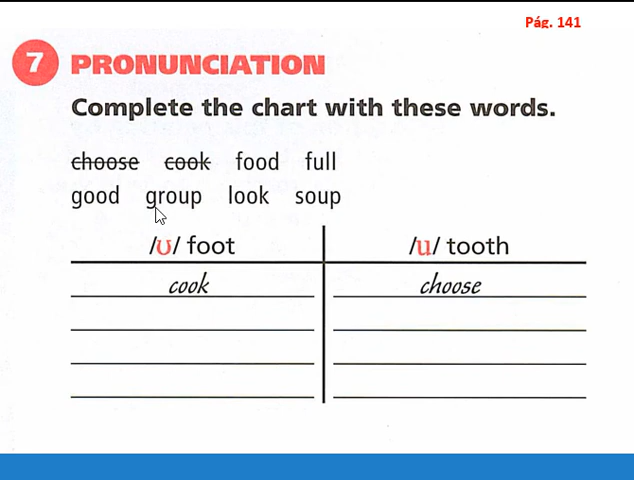 Pág. 141
7 PRONUNCIATION
Complete the chart with these words.
choose cook food full
good group look soup
/ʊ/ foot /u/ tooth
cook choose